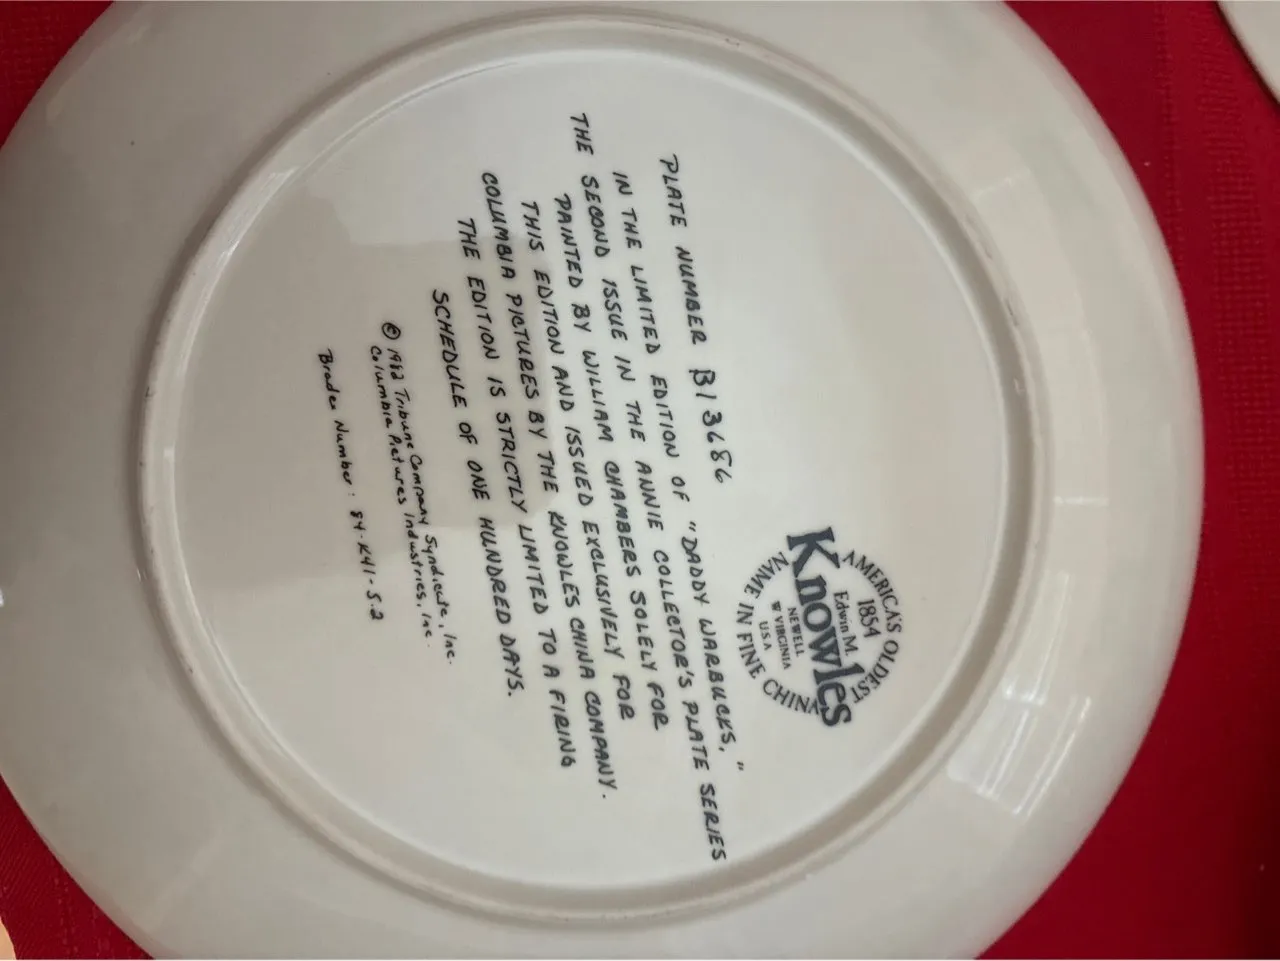 AMERICA'S OLDEST
1854
Edwin M.
Knowles
NEWELL
W VIRGINIA
U.S.A
NAME IN FINE CHINA
PLATE NUMBER B13686
IN THE LIMITED EDITION OF "DADDY WARBUCKS,"
THE SECOND ISSUE IN THE ANNIE COLLECTOR'S PLATE SERIES
PAINTED BY WILLIAM CHAMBERS SOLELY FOR
THIS EDITION AND ISSUED EXCLUSIVELY FOR
COLUMBIA PICTURES BY THE KNOWLES CHINA COMPANY.
THE EDITION IS STRICTLY LIMITED TO A FIRING
SCHEDULE OF ONE HUNDRED DAYS.
© 1982 Tribune Company Syndicate, Inc.
Columbia Pictures Industries, Inc.
Bradex Number: 84-K41-5.2